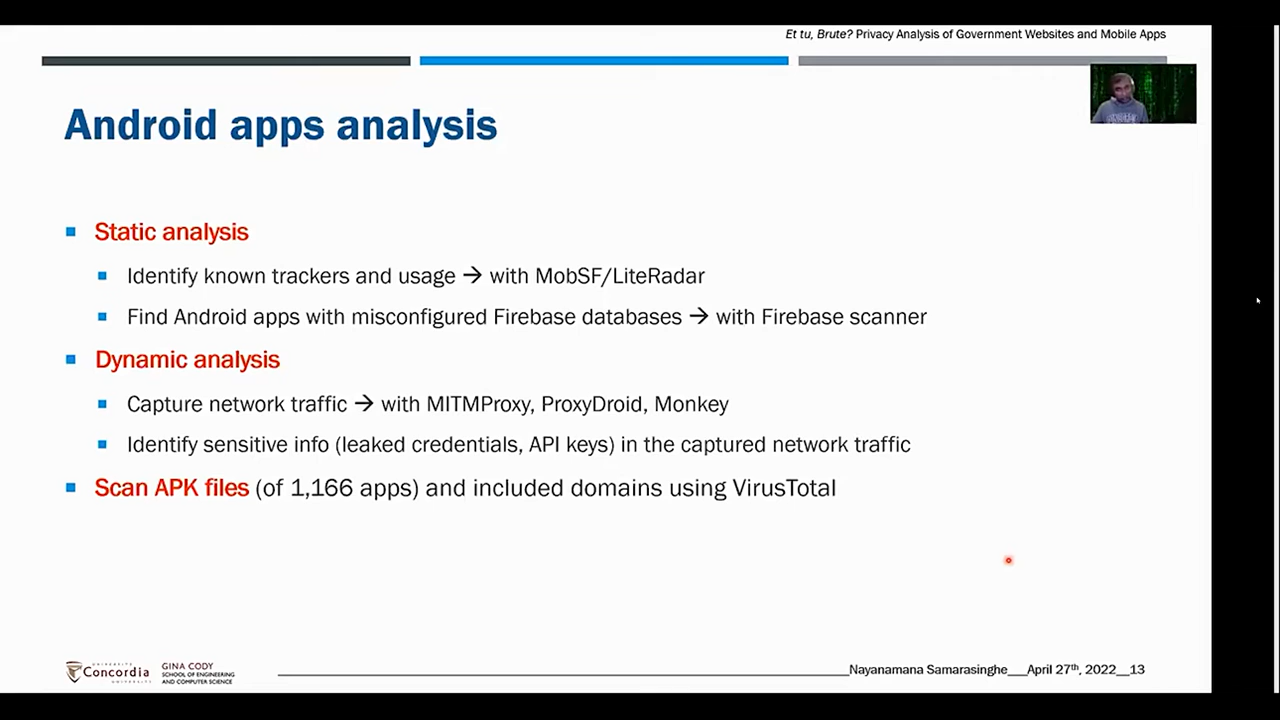 Et tu, Brute? Privacy Analysis of Government Websites and Mobile Apps
Android apps analysis
Static analysis
Identify known trackers and usage → with MobSF/LiteRadar
Find Android apps with misconfigured Firebase databases → with Firebase scanner
Dynamic analysis
Capture network traffic → with MITMProxy, ProxyDroid, Monkey
Identify sensitive info (leaked credentials, API keys) in the captured network traffic
Scan APK files (of 1,166 apps) and included domains using VirusTotal
UNIVERSITÉ
Concordia
UNIVERSITY
GINA CODY
SCHOOL OF ENGINEERING
AND COMPUTER SCIENCE
Nayanamana Samarasinghe___April 27th, 2022__13